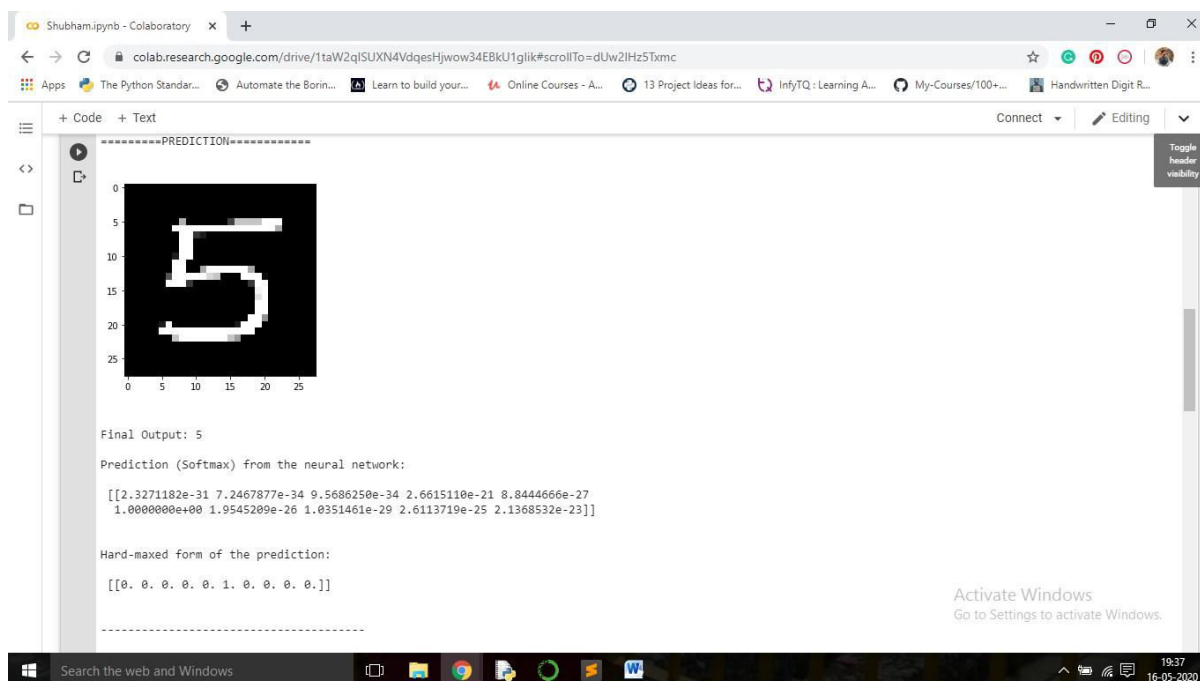 Shubham.ipynb - Colaboratory
colab.research.google.com/drive/1taW2qISUXN4VdqesHjwow34EBkU1gIik#scrollTo=dUw2IHz5Txmc
Apps The Python Standar... Automate the Borin... Learn to build your... Online Courses - A... 13 Project Ideas for... InfyTQ : Learning A... My-Courses/100+... Handwritten Digit R...
+ Code + Text Connect Editing
Toggle
header
visibility
=========PREDICTION============
0
5
10
15
20
25
0 5 10 15 20 25
5
Final Output: 5
Prediction (Softmax) from the neural network:
[[2.3271182e-31 7.2467877e-34 9.5686250e-34 2.6615110e-21 8.8444666e-27
1.0000000e+00 1.9545209e-26 1.0351461e-29 2.6113719e-25 2.1368532e-23]]
Hard-maxed form of the prediction:
[[0. 0. 0. 0. 0. 1. 0. 0. 0. 0.]]
---------------------------------------
Activate Windows
Go to Settings to activate Windows.
Search the web and Windows
19:37
16-05-2020